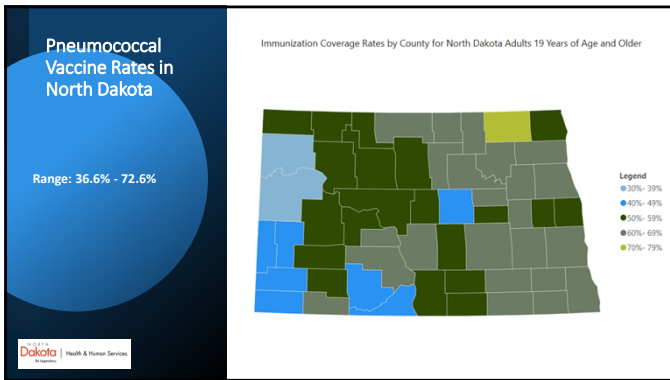 Pneumococcal
Vaccine Rates in
North Dakota
Range: 36.6% - 72.6%
NORTH
Dakota | Health & Human Services
Be Legendary.
Immunization Coverage Rates by County for North Dakota Adults 19 Years of Age and Older
Legend
30%- 39%
40%- 49%
50%- 59%
60%- 69%
70%- 79%